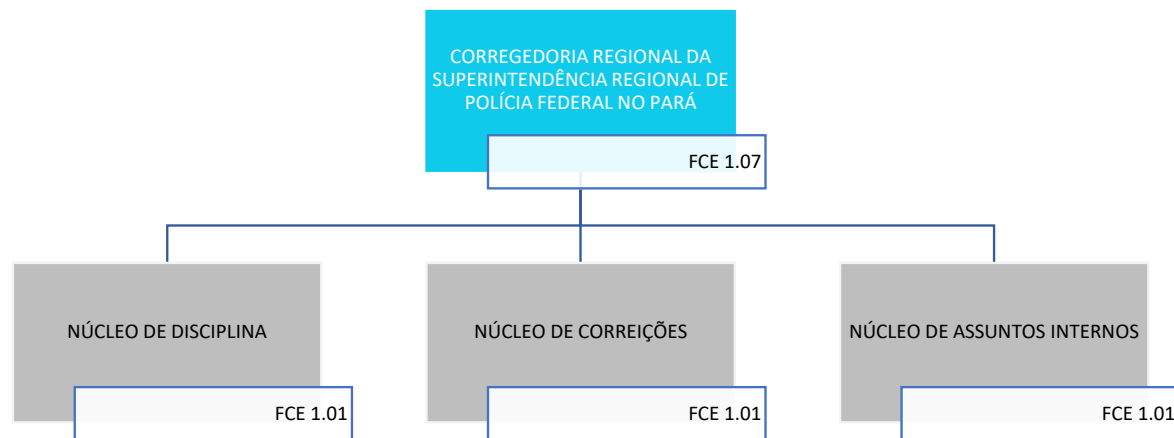 CORREGEDORIA REGIONAL DA
SUPERINTENDÊNCIA REGIONAL DE
POLÍCIA FEDERAL NO PARÁ
FCE 1.07
NÚCLEO DE DISCIPLINA
FCE 1.01
NÚCLEO DE CORREIÇÕES
FCE 1.01
NÚCLEO DE ASSUNTOS INTERNOS
FCE 1.01